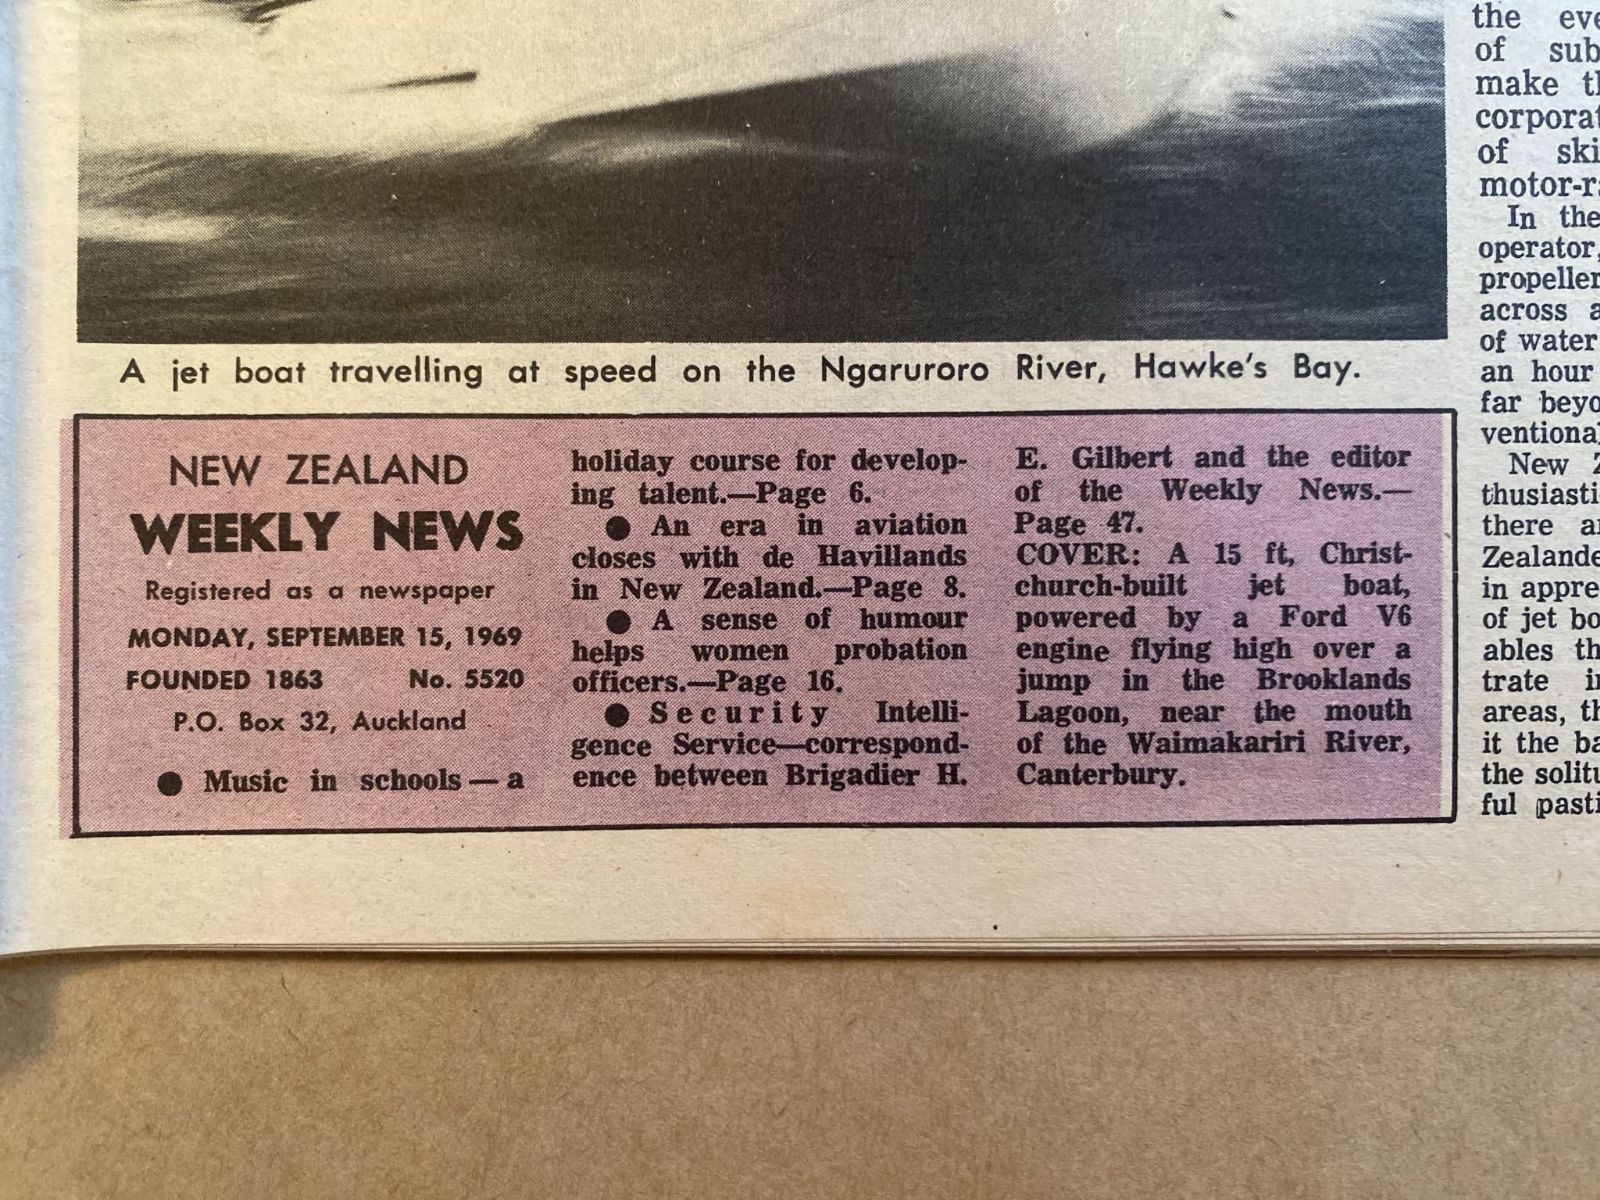 A jet boat travelling at speed on the Ngaruroro River, Hawke's Bay.
NEW ZEALAND
WEEKLY NEWS
Registered as a newspaper
MONDAY, SEPTEMBER 15, 1969
FOUNDED 1863 No. 5520
P.O. Box 32, Auckland
● Music in schools — a
holiday course for develop-
ing talent.—Page 6.
● An era in aviation
closes with de Havillands
in New Zealand.—Page 8.
● A sense of humour
helps women probation
officers.—Page 16.
● Security Intelli-
gence Service—correspond-
ence between Brigadier H.
E. Gilbert and the editor
of the Weekly News.—
Page 47.
COVER: A 15 ft, Christ-
church-built jet boat,
powered by a Ford V6
engine flying high over a
jump in the Brooklands
Lagoon, near the mouth
of the Waimakariri River,
Canterbury.
the
of
make
of
In the
operator,
across
of water
an hour
far
New
there
in
of jet
ables
areas,
it the
the
ful